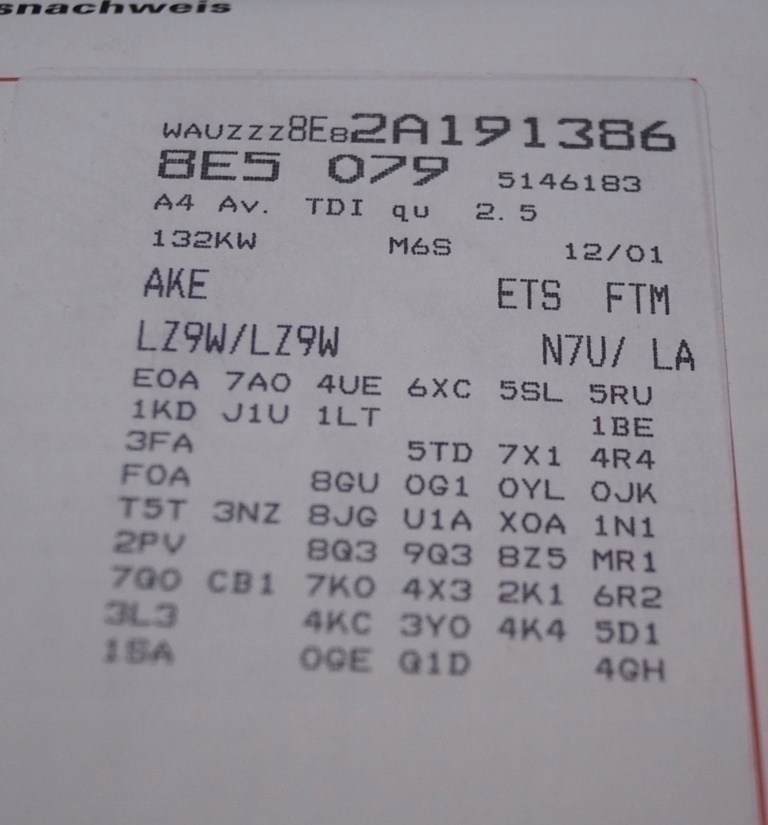 snachweis
WAUZZZ8E82A191386
8E5 079 5146183
A4 Av. TDI qu 2.5
132KW M6S 12/01
AKE ETS FTM
LZ9W/LZ9W N7U/ LA
E0A 7A0 4UE 6XC 5SL 5RU
1KD J1U 1LT 1BE
3FA 5TD 7X1 4R4
F0A 8GU 0G1 0YL 0JK
T5T 3NZ 8JG U1A X0A 1N1
2PV 8Q3 9Q3 8Z5 MR1
7Q0 CB1 7K0 4X3 2K1 6R2
3L3 4KC 3Y0 4K4 5D1
1SA 0GE Q1D 4GH